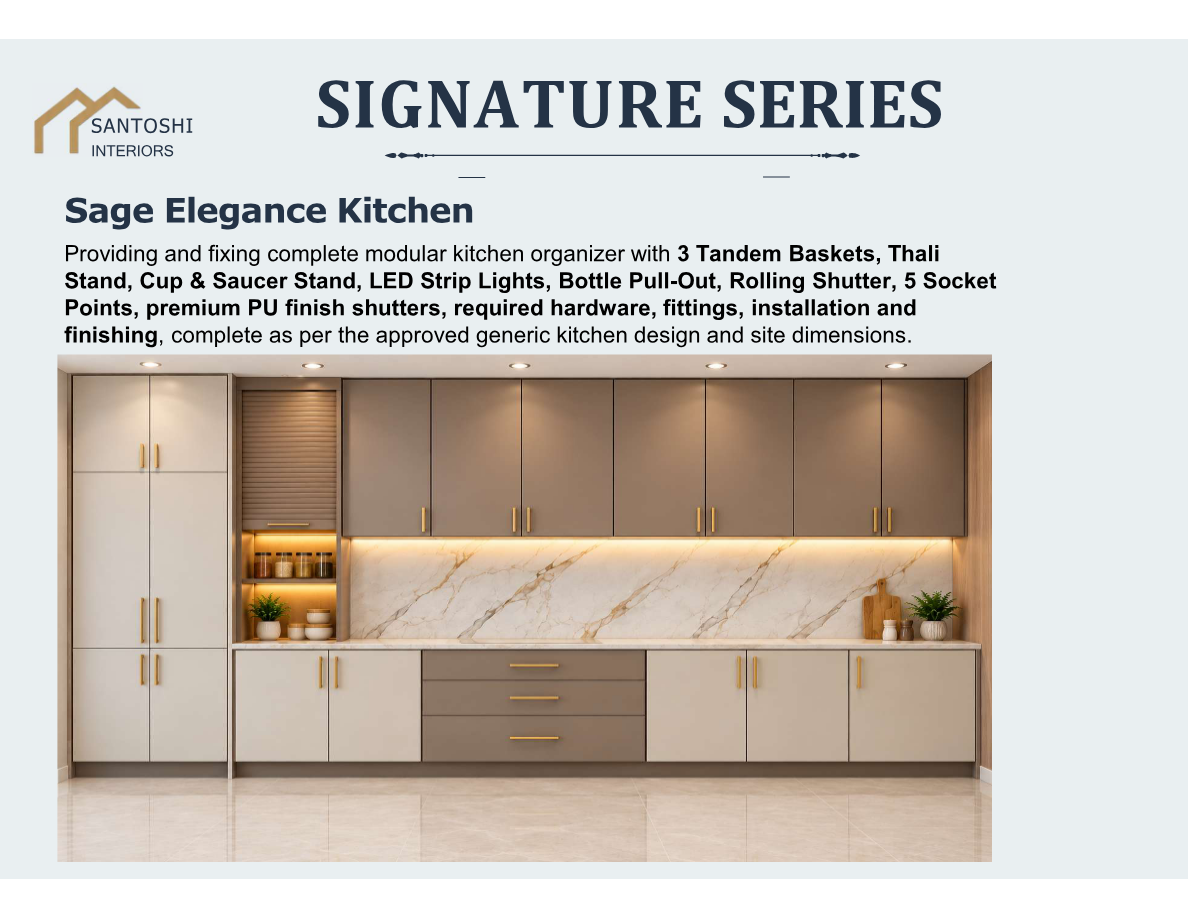 SANTOSHI
INTERIORS
SIGNATURE SERIES
Sage Elegance Kitchen
Providing and fixing complete modular kitchen organizer with 3 Tandem Baskets, Thali
Stand, Cup & Saucer Stand, LED Strip Lights, Bottle Pull-Out, Rolling Shutter, 5 Socket
Points, premium PU finish shutters, required hardware, fittings, installation and
finishing, complete as per the approved generic kitchen design and site dimensions.